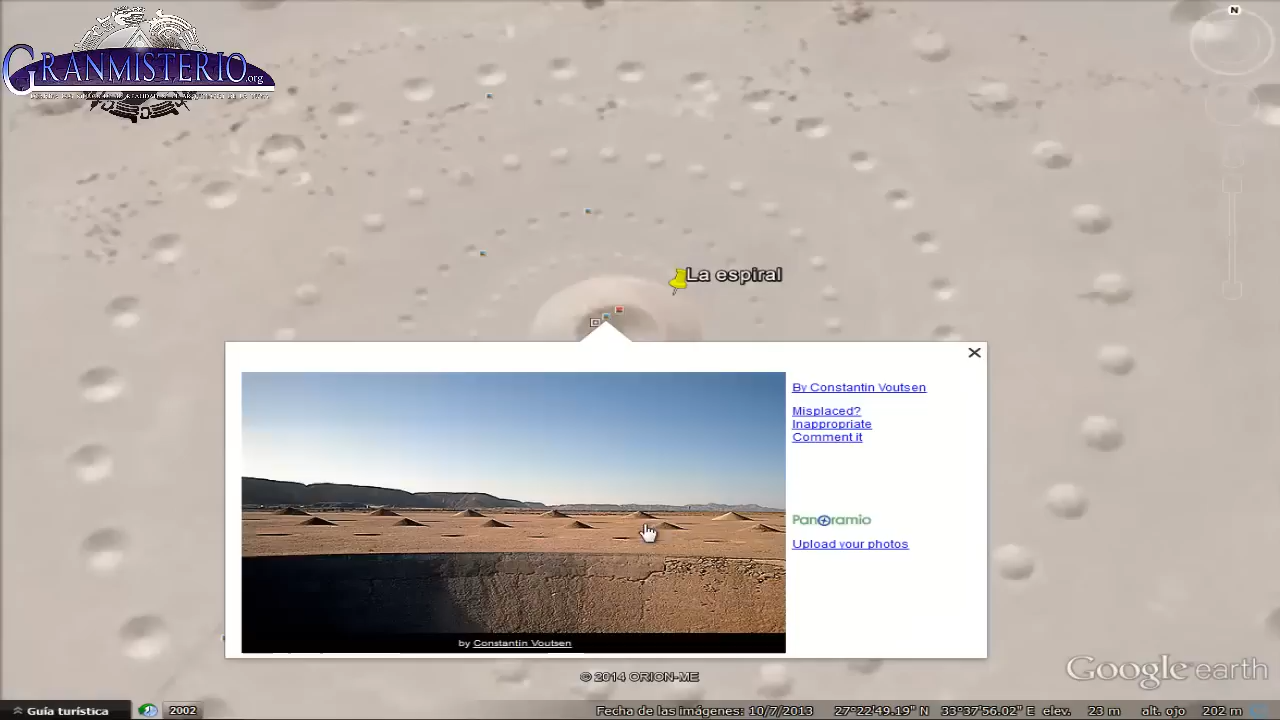 GRANMISTERIO.org
N
La espiral
By Constantin Voutsen
Misplaced?
Inappropriate
Comment it
Panoramio
Upload your photos
by Constantin Voutsen
© 2014 ORION-ME
Google earth
Guía turística
2002
Fecha de las imágenes: 10/7/2013 27°22'49.19" N 33°37'56.02" E elev. 23 m alt. ojo 202 m